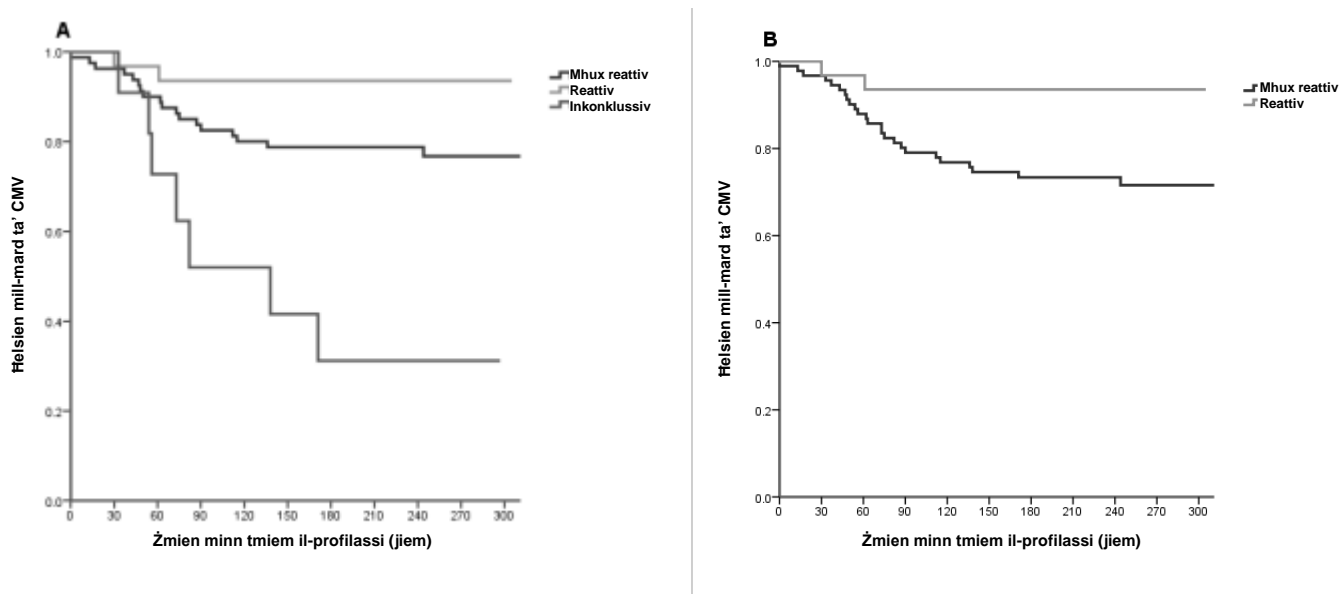 A
1.0
0.8
0.6
0.4
0.2
0.0
0 30 60 90 120 150 180 210 240 270 300
Ħelsien mill-mard ta’ CMV
Żmien minn tmiem il-profilassi (jiem)
Mhux reattiv
Reattiv
Inkonklussiv
B
1.0
0.8
0.6
0.4
0.2
0.0
0 30 60 90 120 150 180 210 240 270 300
Ħelsien mill-mard ta’ CMV
Żmien minn tmiem il-profilassi (jiem)
Mhux reattiv
Reattiv